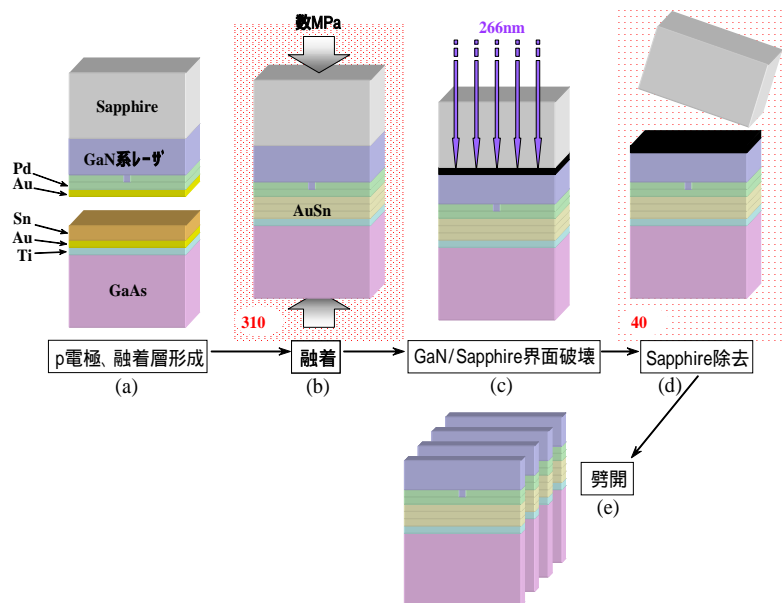 数MPa
266nm
Sapphire
GaN系ﾚｰｻﾞ
Pd
Au
Sn
Au
Ti
GaAs
AuSn
310
40
p電極、融着層形成
融着
GaN/Sapphire界面破壊
Sapphire除去
(a)
(b)
(c)
(d)
劈開
(e)